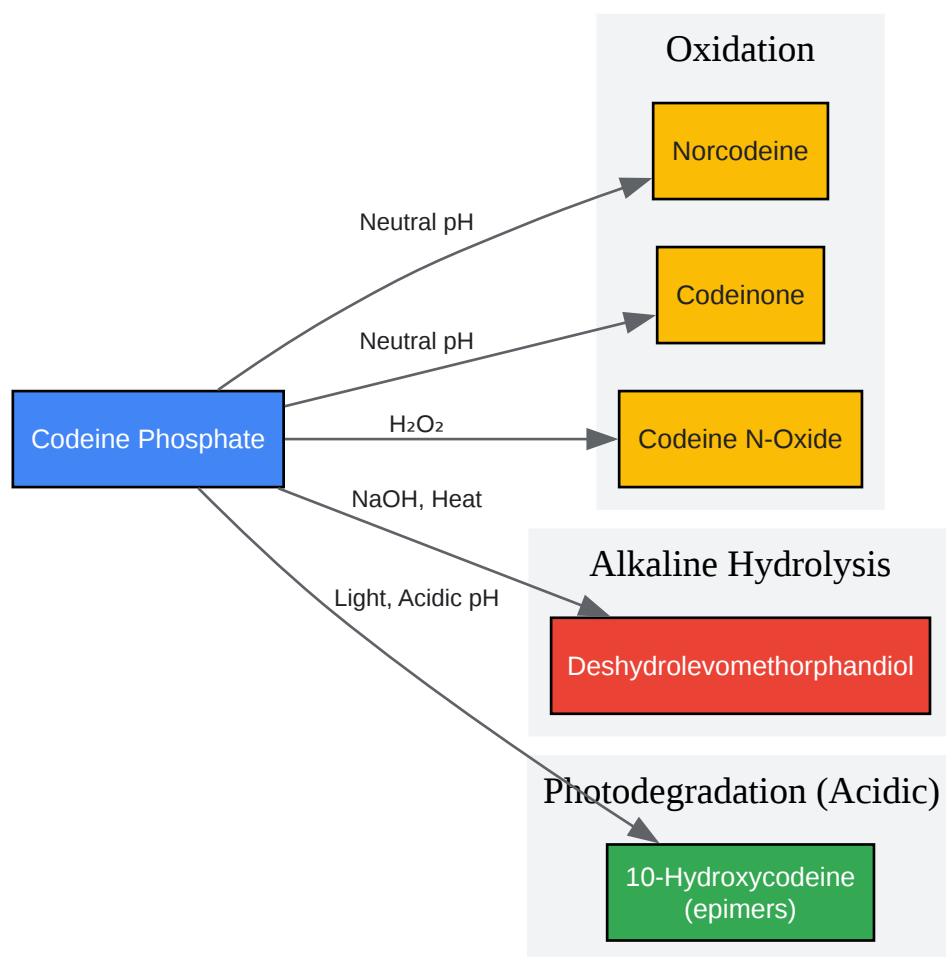 Oxidation
Norcodeine
Neutral pH
Codeinone
Neutral pH
Codeine Phosphate
H₂O₂
Codeine N-Oxide
NaOH, Heat
Alkaline Hydrolysis
Light, Acidic pH
Deshydrolevomethorphandiol
Photodegradation (Acidic)
10-Hydroxycodeine
(epimers)